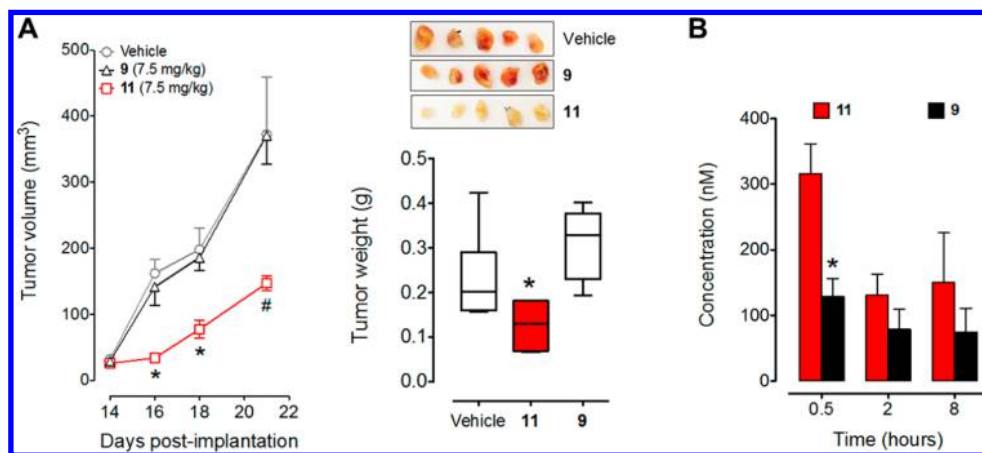 A
Vehicle
9 (7.5 mg/kg)
11 (7.5 mg/kg)
Tumor volume (mm³)
500
400
300
200
100
0
*
*
#
14 16 18 20 22
Days post-implantation
Vehicle
9
11
Tumor weight (g)
0.5
0.4
0.3
0.2
0.1
0.0
*
Vehicle 11 9
B
11 9
Concentration (nM)
400
300
200
100
0
*
0.5 2 8
Time (hours)